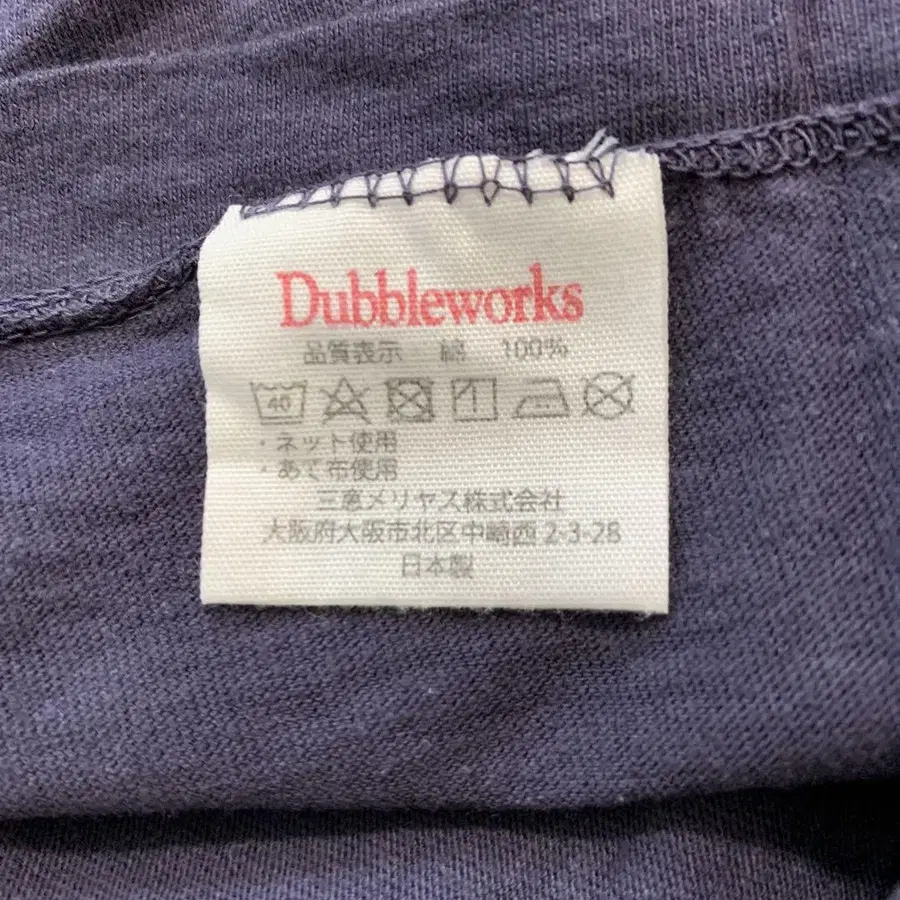 Dubbleworks
品質表示 綿 100%
40
・ネット使用
・あて布使用
三恵メリヤス株式会社
大阪府大阪市北区中崎西2-3-28
日本製